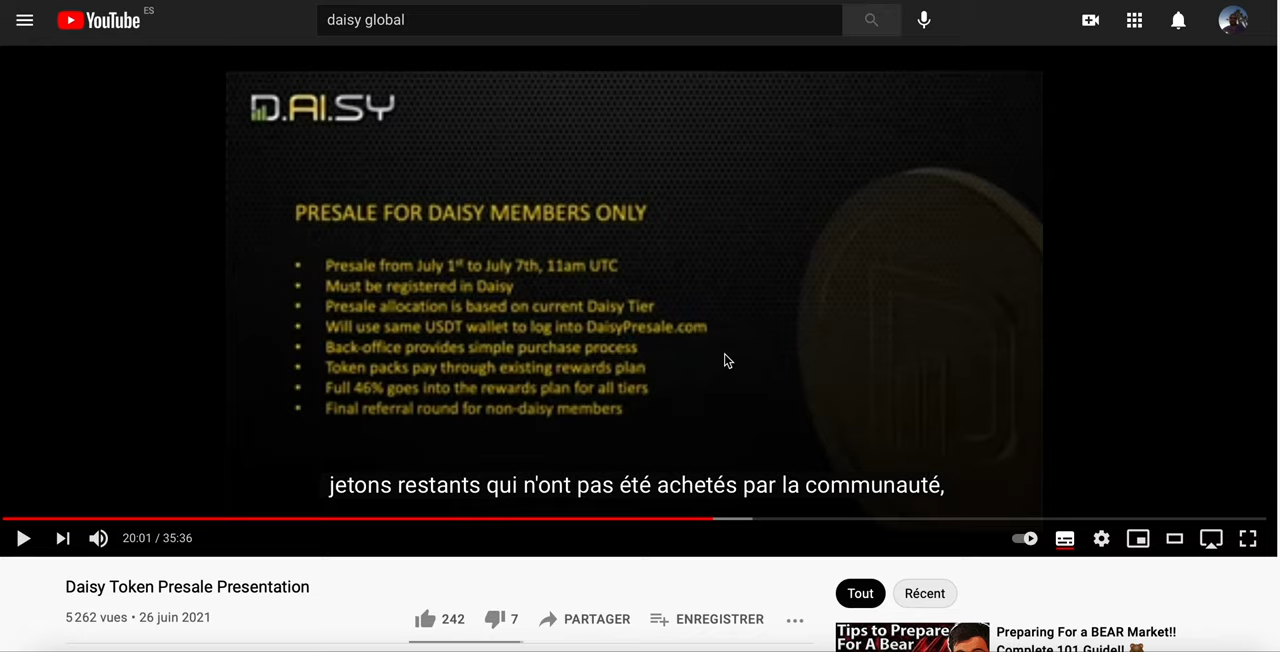 YouTube ES
daisy global
D.AI.SY
PRESALE FOR DAISY MEMBERS ONLY
• Presale from July 1st to July 7th, 11am UTC
• Must be registered in Daisy
• Presale allocation is based on current Daisy Tier
• Will use same USDT wallet to log into DaisyPresale.com
• Back-office provides simple purchase process
• Token packs pay through existing rewards plan
• Full 46% goes into the rewards plan for all tiers
• Final referral round for non-daisy members
jetons restants qui n'ont pas été achetés par la communauté,
20:01 / 35:36
Daisy Token Presale Presentation
5 262 vues • 26 juin 2021
242
7
PARTAGER
ENREGISTRER
Tout
Récent
Tips to Prepare
For A Bear
Preparing For a BEAR Market!!
Complete 101 Guide!!